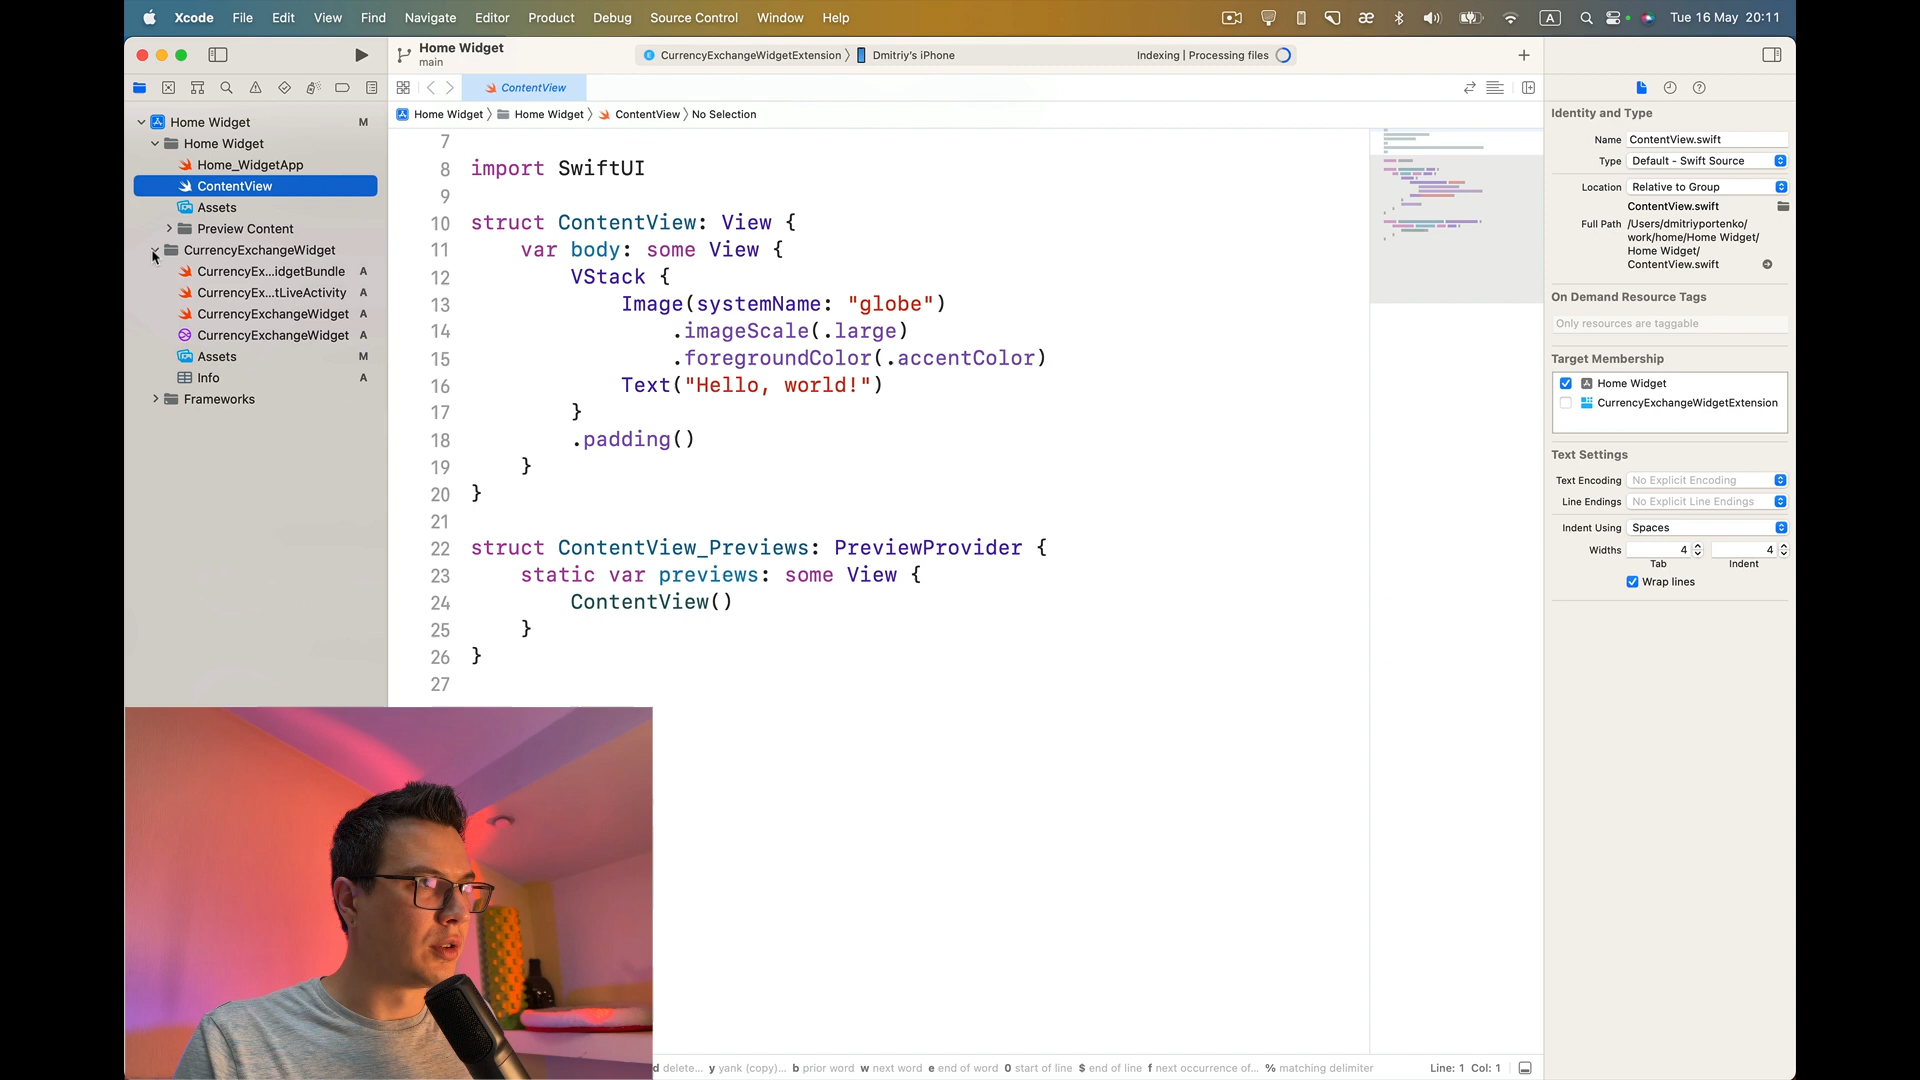 Xcode File Edit View Find Navigate Editor Product Debug Source Control Window Help
æ A Tue 16 May 20:11
Home Widget
main
CurrencyExchangeWidgetExtension 〉 Dmitriy's iPhone
Indexing | Processing files
ContentView
Home Widget 〉 Home Widget 〉 ContentView 〉 No Selection
Home Widget M
Home Widget
Home_WidgetApp
ContentView
Assets
Preview Content
CurrencyExchangeWidget
CurrencyEx...idgetBundle A
CurrencyEx...tLiveActivity A
CurrencyExchangeWidget A
CurrencyExchangeWidget A
Assets M
Info A
Frameworks
7
8 import SwiftUI
9
10 struct ContentView: View {
11 var body: some View {
12 VStack {
13 Image(systemName: "globe")
14 .imageScale(.large)
15 .foregroundColor(.accentColor)
16 Text("Hello, world!")
17 }
18 .padding()
19 }
20 }
21
22 struct ContentView_Previews: PreviewProvider {
23 static var previews: some View {
24 ContentView()
25 }
26 }
27
Identity and Type
Name ContentView.swift
Type Default - Swift Source
Location Relative to Group
ContentView.swift
Full Path /Users/dmitriyportenko/
work/home/Home Widget/
Home Widget/
ContentView.swift
On Demand Resource Tags
Only resources are taggable
Target Membership
Home Widget
CurrencyExchangeWidgetExtension
Text Settings
Text Encoding No Explicit Encoding
Line Endings No Explicit Line Endings
Indent Using Spaces
Widths 4 4
Tab Indent
Wrap lines
d delete... y yank (copy)... b prior word w next word e end of word 0 start of line $ end of line f next occurrence of... % matching delimiter
Line: 1 Col: 1